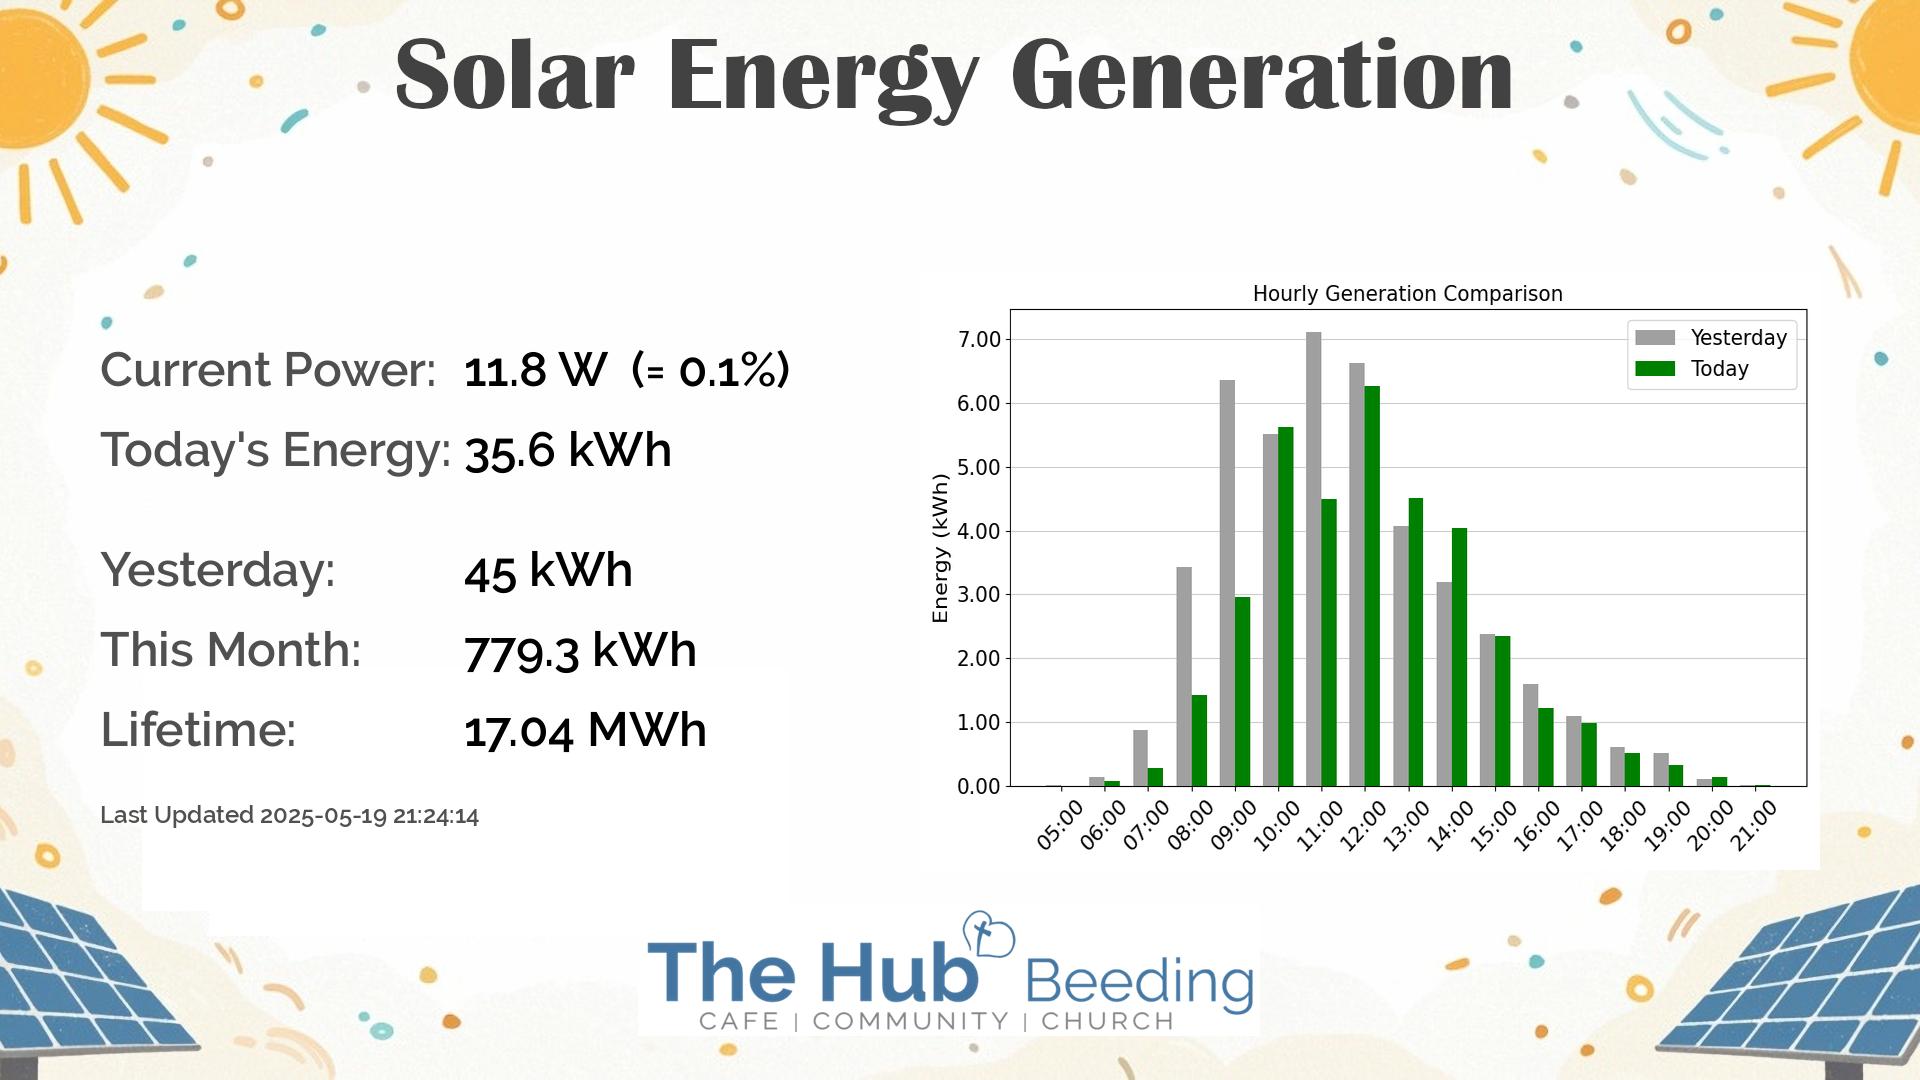 Solar Energy Generation
Current Power: 11.8 W (= 0.1%)
Today's Energy: 35.6 kWh
Yesterday: 45 kWh
This Month: 779.3 kWh
Lifetime: 17.04 MWh
Last Updated 2025-05-19 21:24:14
Hourly Generation Comparison
Yesterday
Today
Energy (kWh)
7.00
6.00
5.00
4.00
3.00
2.00
1.00
0.00
05:00 06:00 07:00 08:00 09:00 10:00 11:00 12:00 13:00 14:00 15:00 16:00 17:00 18:00 19:00 20:00 21:00
The Hub Beeding
CAFE | COMMUNITY | CHURCH